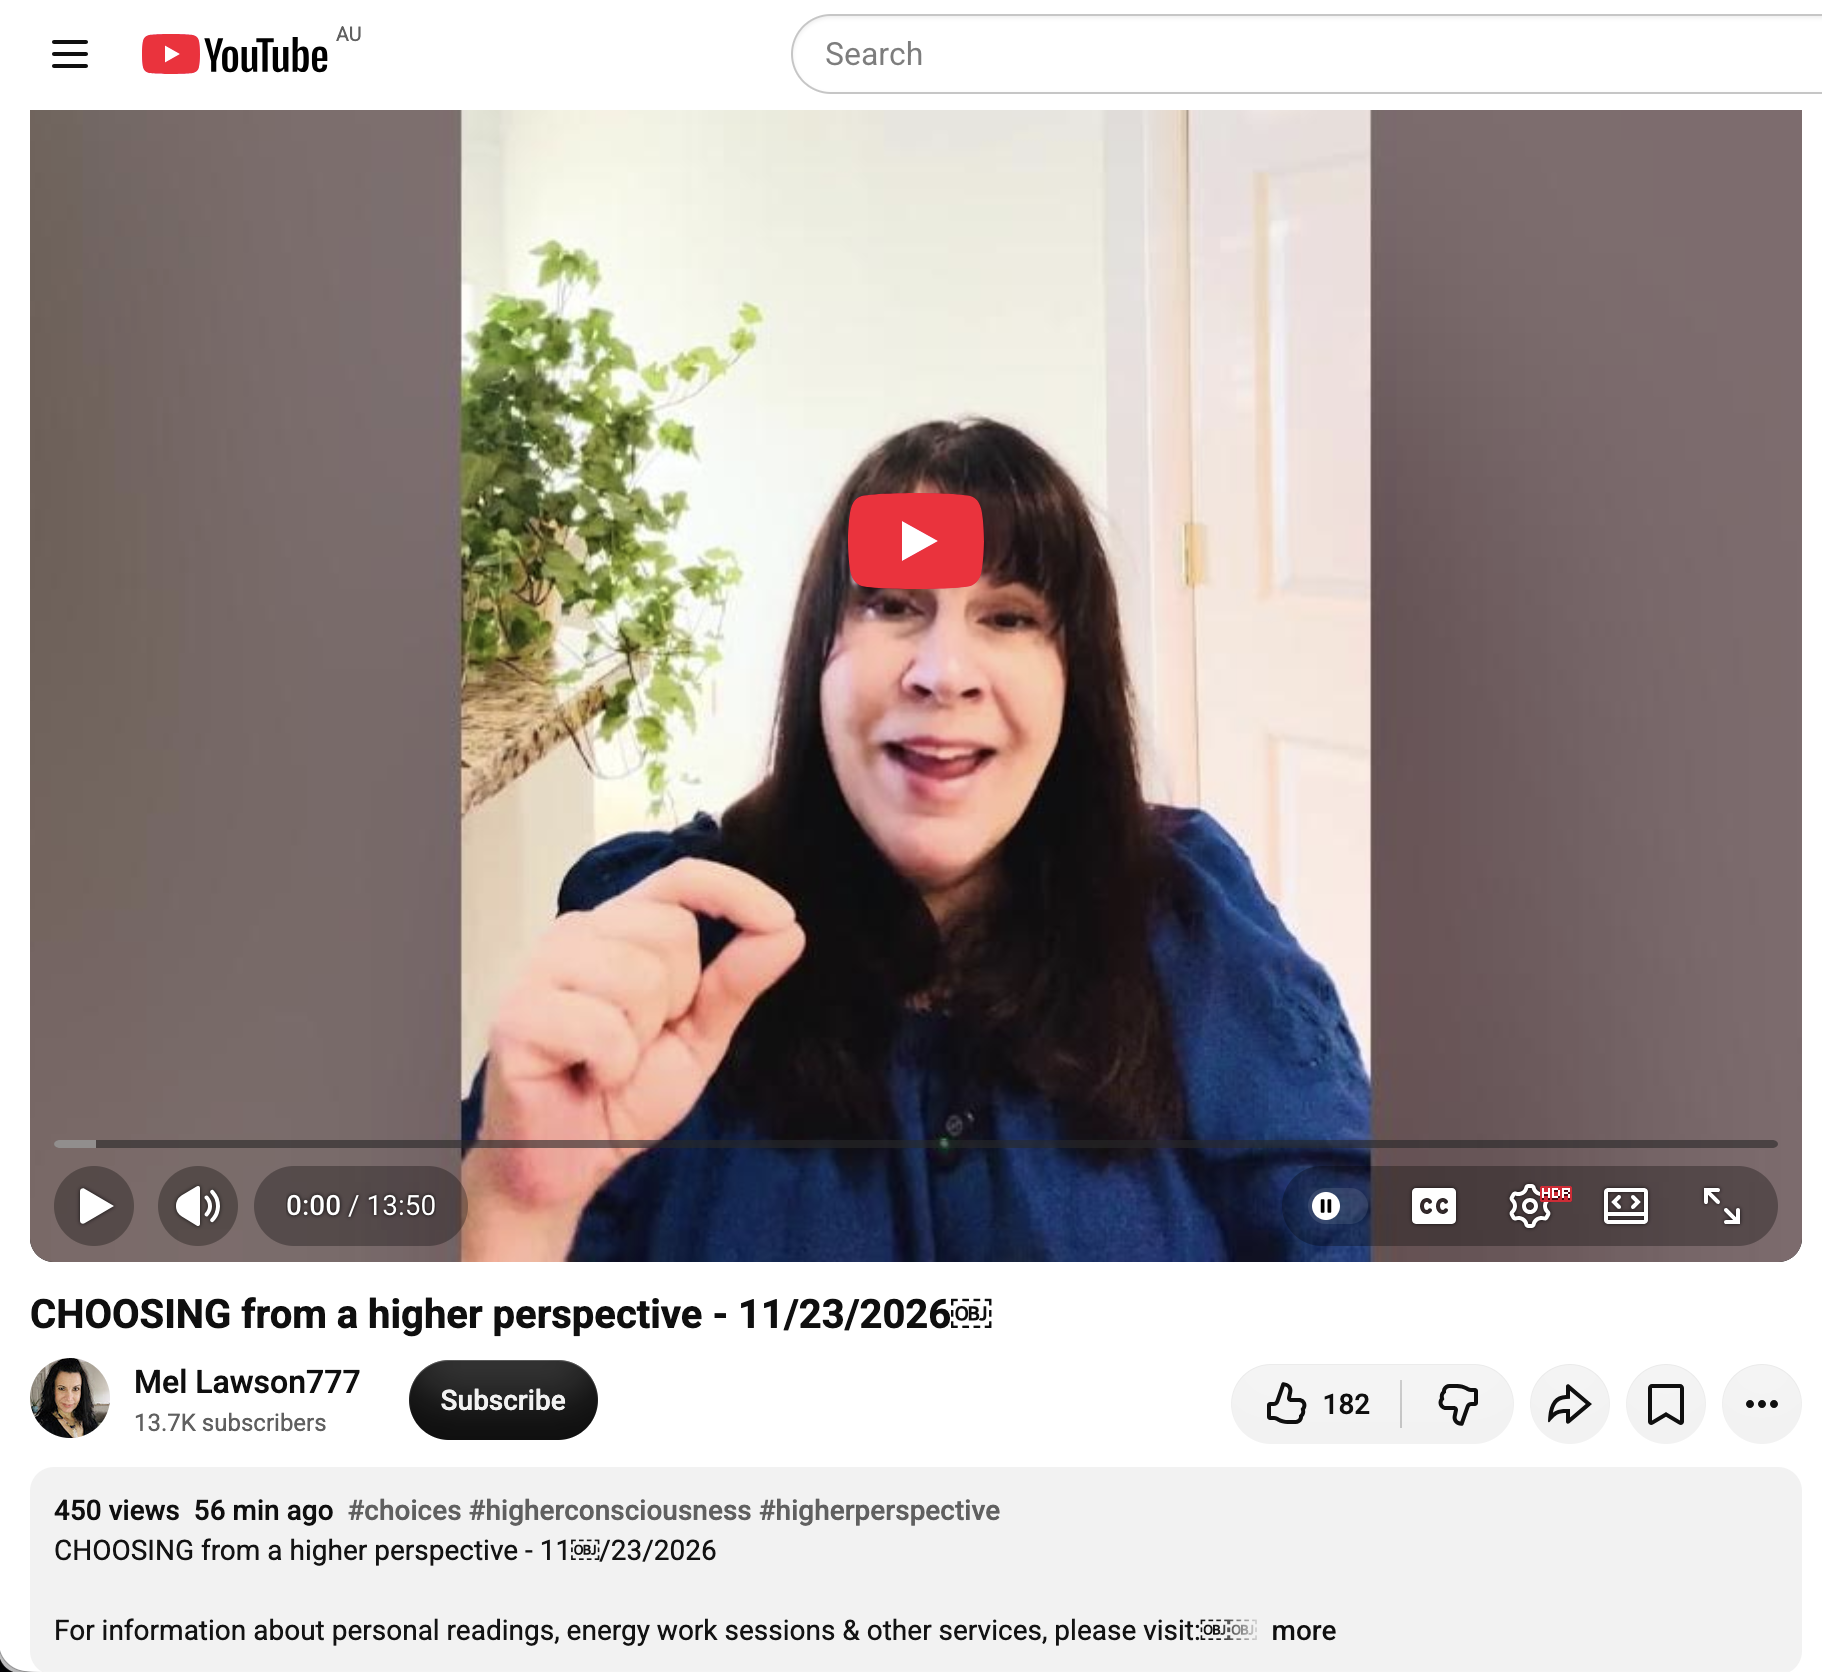 YouTube AU
Search
0:00 / 13:50
CC
HDR
CHOOSING from a higher perspective - 11/23/2026￼
Mel Lawson777
13.7K subscribers
Subscribe
182
450 views 56 min ago #choices #higherconsciousness #higherperspective
CHOOSING from a higher perspective - 11￼/23/2026
For information about personal readings, energy work sessions & other services, please visit:￼￼ more